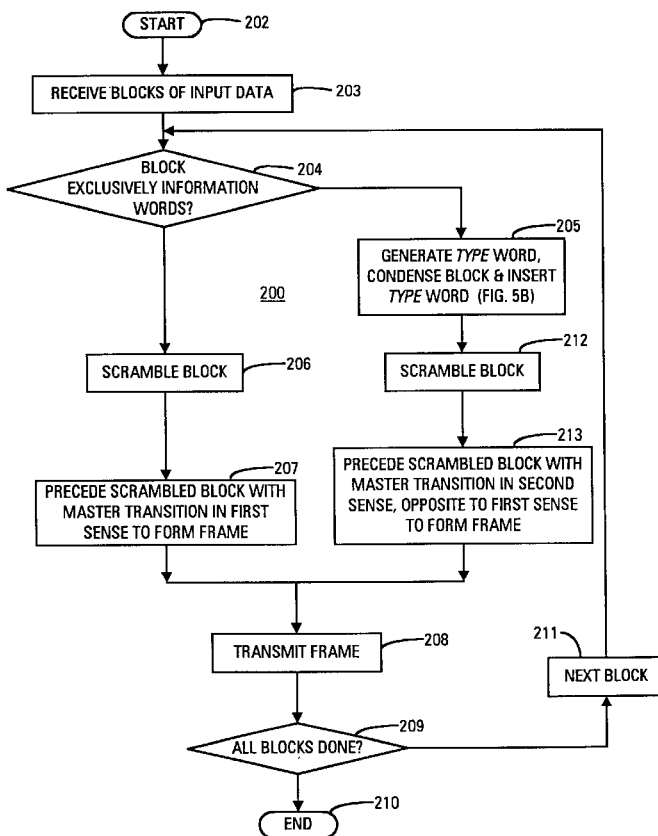 START
202
RECEIVE BLOCKS OF INPUT DATA
203
BLOCK
EXCLUSIVELY INFORMATION
WORDS?
204
205
GENERATE TYPE WORD,
CONDENSE BLOCK & INSERT
TYPE WORD (FIG. 5B)
200
SCRAMBLE BLOCK
206
212
SCRAMBLE BLOCK
207
PRECEDE SCRAMBLED BLOCK WITH
MASTER TRANSITION IN FIRST
SENSE TO FORM FRAME
213
PRECEDE SCRAMBLED BLOCK WITH
MASTER TRANSITION IN SECOND
SENSE, OPPOSITE TO FIRST SENSE
TO FORM FRAME
TRANSMIT FRAME
208
211
NEXT BLOCK
ALL BLOCKS DONE?
209
END
210